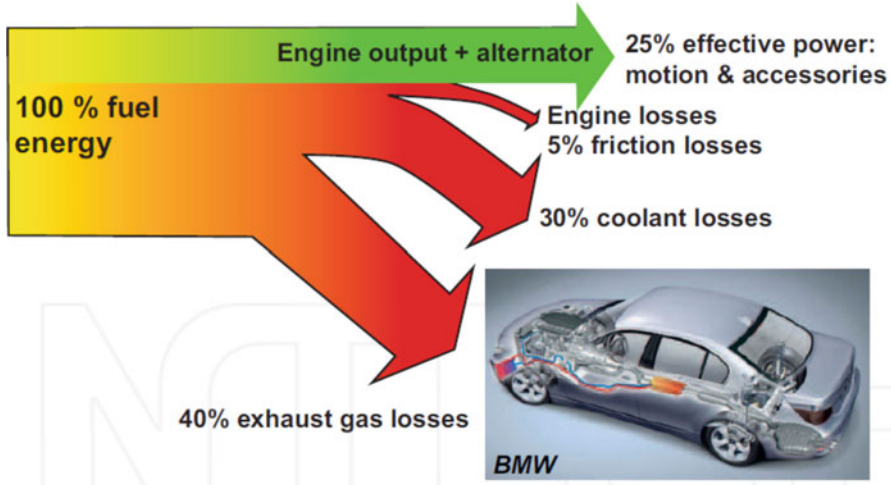 Engine output + alternator
25% effective power:
motion & accessories
100 % fuel
energy
Engine losses
5% friction losses
30% coolant losses
40% exhaust gas losses
BMW